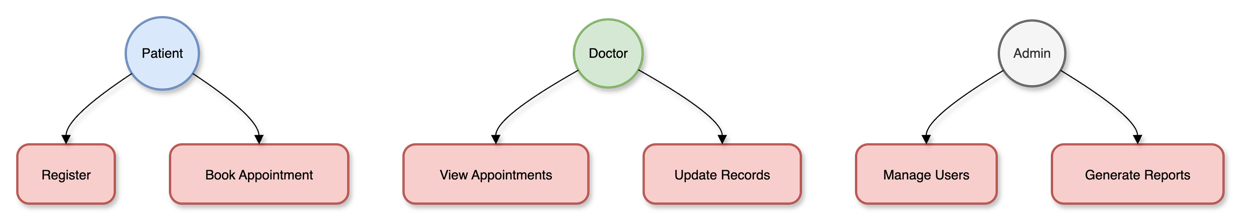 Patient
Doctor
Admin
Register
Book Appointment
View Appointments
Update Records
Manage Users
Generate Reports